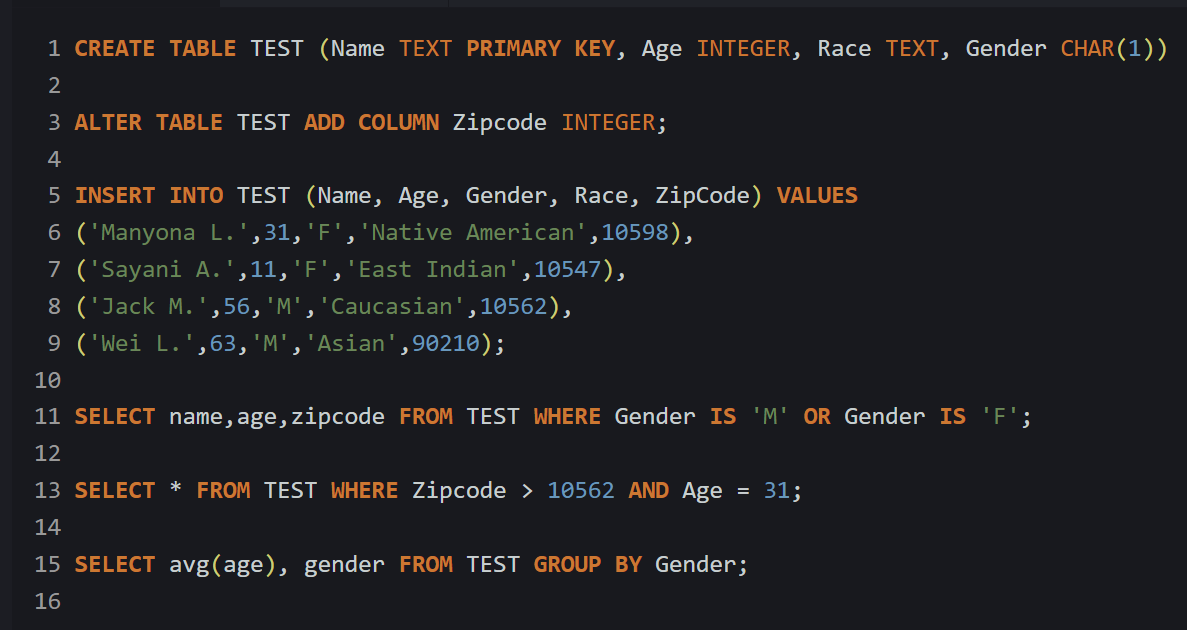 1 CREATE TABLE TEST (Name TEXT PRIMARY KEY, Age INTEGER, Race TEXT, Gender CHAR(1))
2
3 ALTER TABLE TEST ADD COLUMN Zipcode INTEGER;
4
5 INSERT INTO TEST (Name, Age, Gender, Race, ZipCode) VALUES
6 ('Manyona L.',31,'F','Native American',10598),
7 ('Sayani A.',11,'F','East Indian',10547),
8 ('Jack M.',56,'M','Caucasian',10562),
9 ('Wei L.',63,'M','Asian',90210);
10
11 SELECT name,age,zipcode FROM TEST WHERE Gender IS 'M' OR Gender IS 'F';
12
13 SELECT * FROM TEST WHERE Zipcode > 10562 AND Age = 31;
14
15 SELECT avg(age), gender FROM TEST GROUP BY Gender;
16